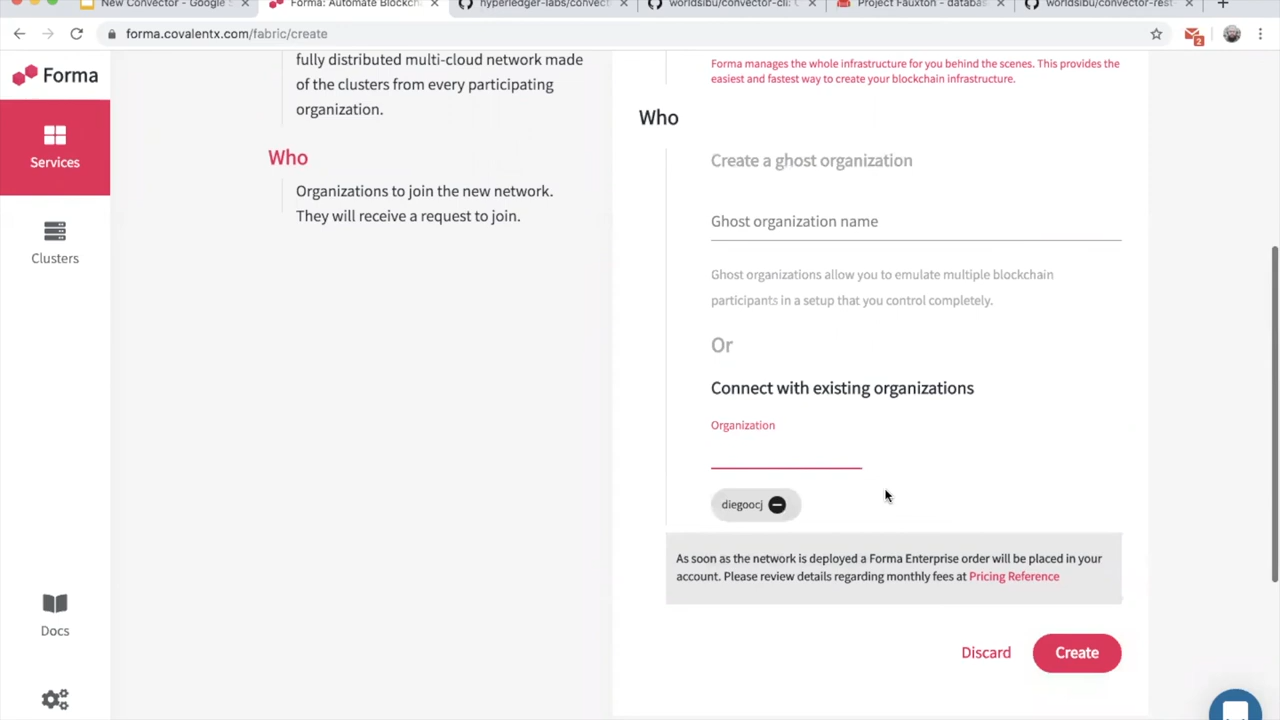 New Convector - Google S
Forma: Automate Blockch
hyperledger-labs/convect
worldsibu/convector-cli: C
Project Fauxton - databas
worldsibu/convector-rest
forma.covalentx.com/fabric/create
2
Forma
Services
Clusters
Docs
fully distributed multi-cloud network made
of the clusters from every participating
organization.
Who
Organizations to join the new network.
They will receive a request to join.
Forma manages the whole infrastructure for you behind the scenes. This provides the
easiest and fastest way to create your blockchain infrastructure.
Who
Create a ghost organization
Ghost organization name
Ghost organizations allow you to emulate multiple blockchain
participants in a setup that you control completely.
Or
Connect with existing organizations
Organization
diegoocj
As soon as the network is deployed a Forma Enterprise order will be placed in your
account. Please review details regarding monthly fees at Pricing Reference
Discard
Create